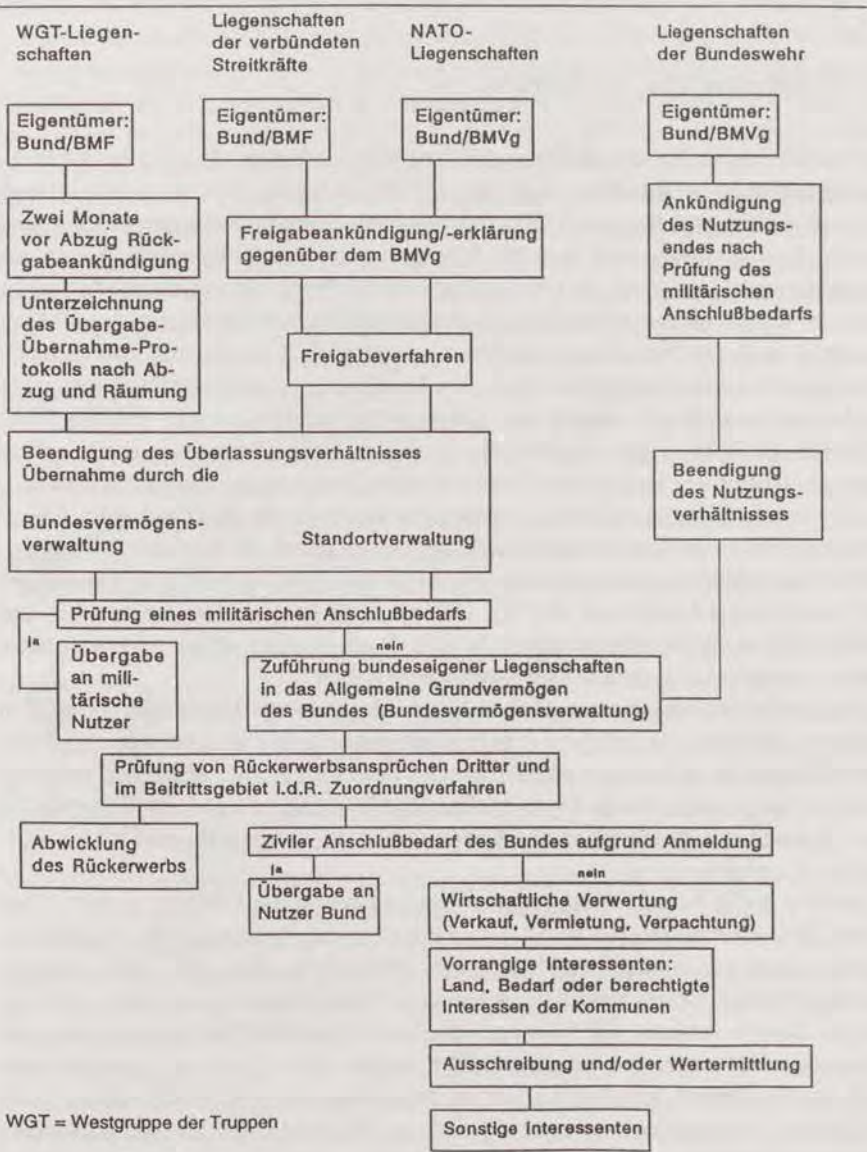 WGT-Liegen-
schaften
Liegenschaften
der verbündeten
Streitkräfte
NATO-
Liegenschaften
Liegenschaften
der Bundeswehr
Eigentümer:
Bund/BMF
Eigentümer:
Bund/BMF
Eigentümer:
Bund/BMVg
Eigentümer:
Bund/BMVg
Zwei Monate
vor Abzug Rück-
gabeankündigung
Freigabeankündigung/-erklärung
gegenüber dem BMVg
Ankündigung
des Nutzungs-
endes nach
Prüfung des
militärischen
Anschlußbedarfs
Unterzeichnung
des Übergabe-
Übernahme-Pro-
tokolls nach Ab-
zug und Räumung
Freigabeverfahren
Beendigung des Überlassungsverhältnisses
Übernahme durch die
Bundesvermögens-
verwaltung
Standortverwaltung
Beendigung
des Nutzungs-
verhältnisses
Prüfung eines militärischen Anschlußbedarfs
ja
nein
Übergabe
an mili-
tärische
Nutzer
Zuführung bundeseigener Liegenschaften
in das Allgemeine Grundvermögen
des Bundes (Bundesvermögensverwaltung)
Prüfung von Rückerwerbsansprüchen Dritter und
im Beitrittsgebiet i.d.R. Zuordnungverfahren
Abwicklung
des Rückerwerbs
Ziviler Anschlußbedarf des Bundes aufgrund Anmeldung
ja
nein
Übergabe an
Nutzer Bund
Wirtschaftliche Verwertung
(Verkauf, Vermietung, Verpachtung)
Vorrangige Interessenten:
Land, Bedarf oder berechtigte
Interessen der Kommunen
Ausschreibung und/oder Wertermittlung
Sonstige Interessenten
WGT = Westgruppe der Truppen